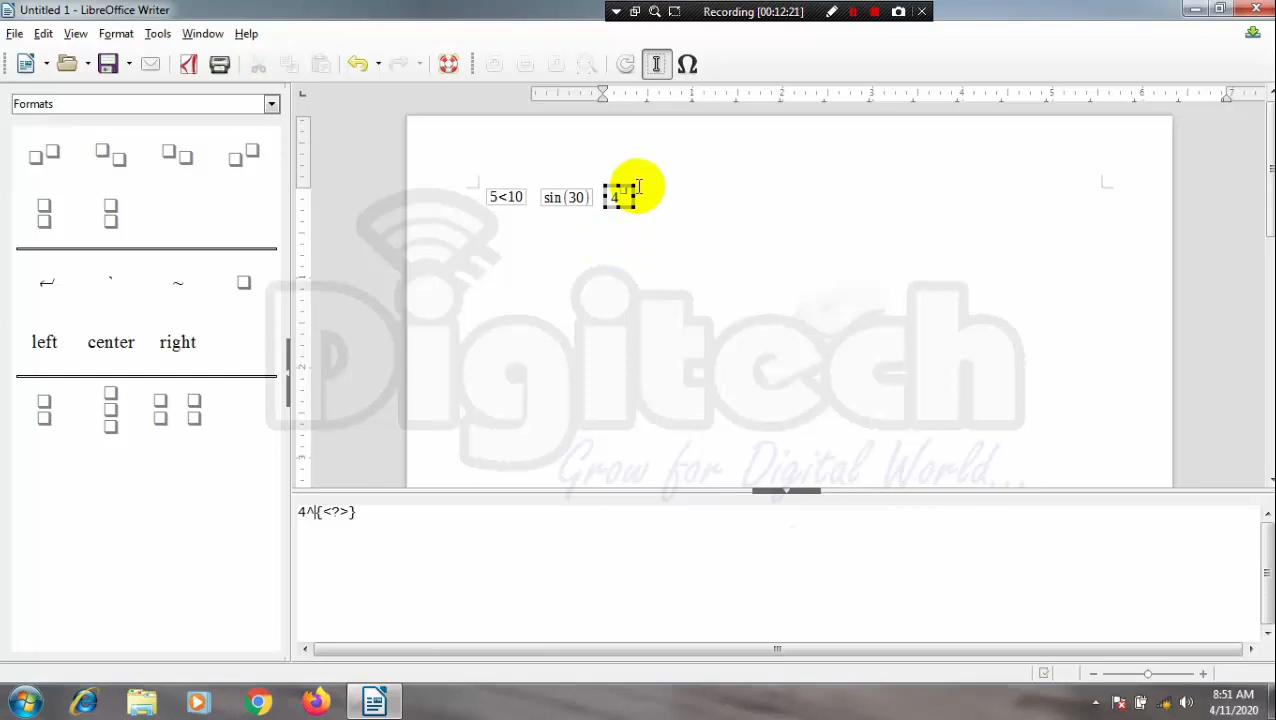 Untitled 1 - LibreOffice Writer
Recording [00:12:21]
File Edit View Format Tools Window Help
Formats
5<10 sin(30) 4
left center right
Digitech
Grow for Digital World...
4^{<?>}
8:51 AM
4/11/2020